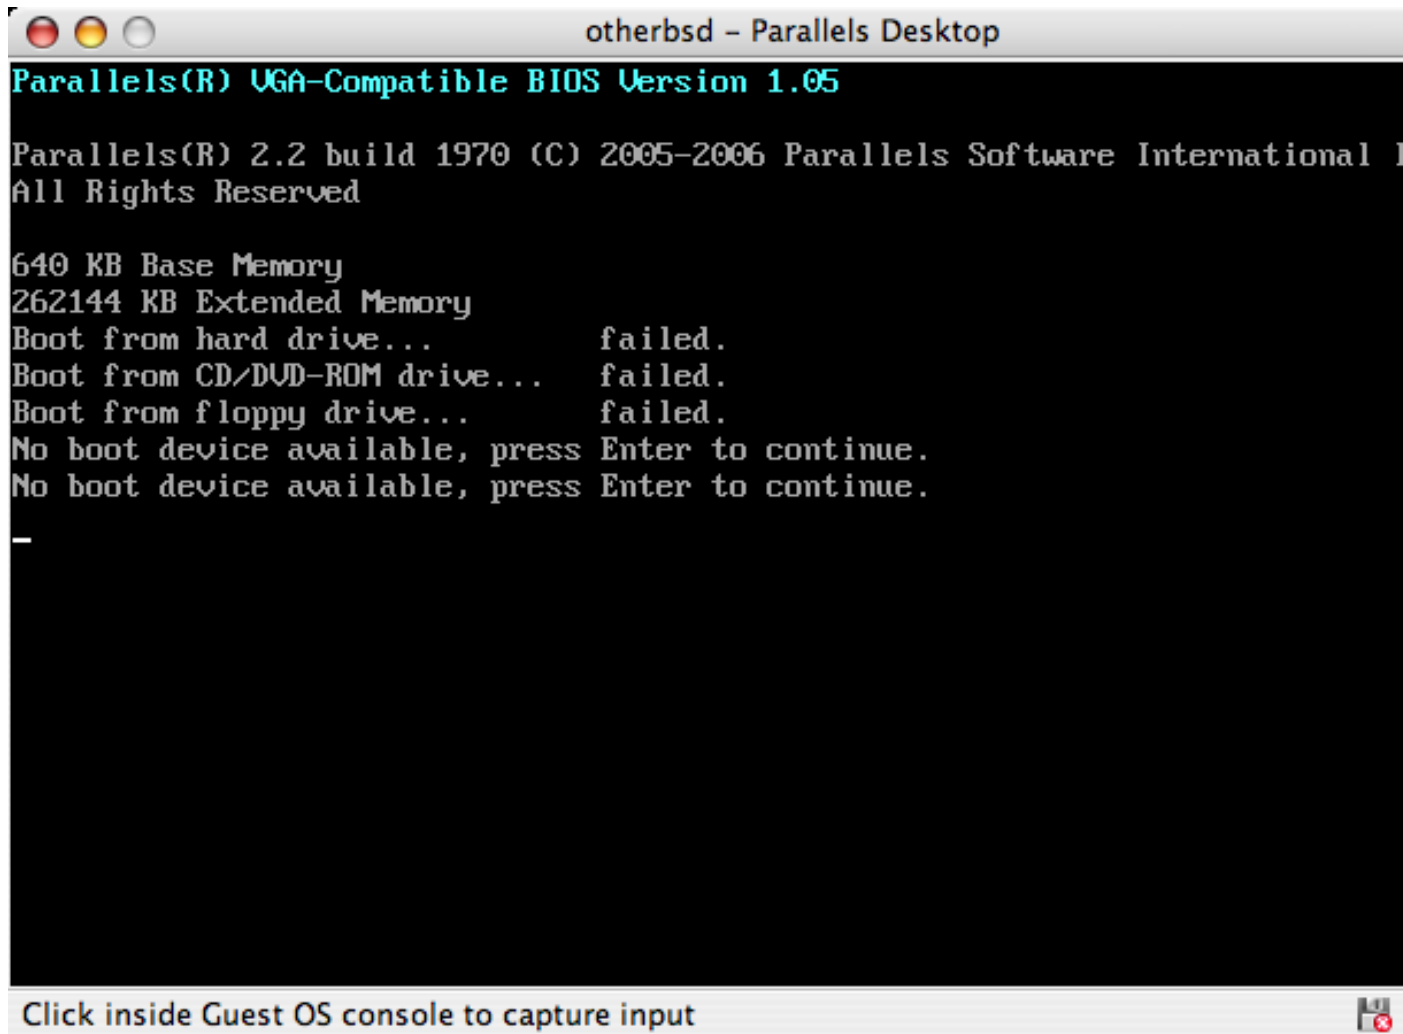 otherbsd – Parallels Desktop
Parallels(R) VGA-Compatible BIOS Version 1.05
Parallels(R) 2.2 build 1970 (C) 2005-2006 Parallels Software International
All Rights Reserved
640 KB Base Memory
262144 KB Extended Memory
Boot from hard drive... failed.
Boot from CD/DVD-ROM drive... failed.
Boot from floppy drive... failed.
No boot device available, press Enter to continue.
No boot device available, press Enter to continue.
Click inside Guest OS console to capture input